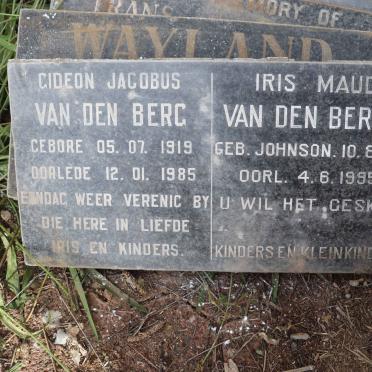 TRANS
MEMORY OF
WAYLAND
GIDEON JACOBUS
VAN DEN BERG
GEBORE 05. 07. 1919
OORLEDE 12. 01. 1985
EENDAG WEER VERENIG BY
DIE HERE IN LIEFDE
IRIS EN KINDERS.
IRIS MAUD
VAN DEN BER
GEB. JOHNSON. 10. 8
OORL. 4. 6. 1995
U WIL HET GESK
KINDERS EN KLEINKIND